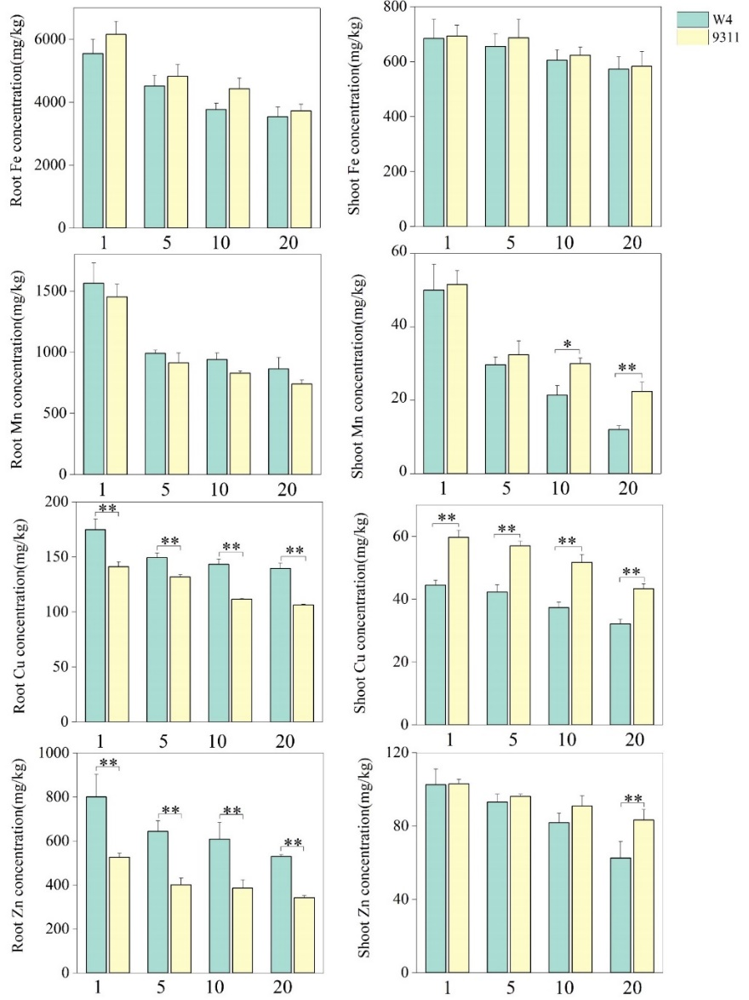 W4
9311
Root Fe concentration(mg/kg)
6000
4000
2000
0
1 5 10 20
Shoot Fe concentration(mg/kg)
800
600
400
200
0
1 5 10 20
Root Mn concentration(mg/kg)
1500
1000
500
0
1 5 10 20
Shoot Mn concentration(mg/kg)
60
40
20
0
* **
1 5 10 20
Root Cu concentration(mg/kg)
200
150
100
50
0
** ** ** **
1 5 10 20
Shoot Cu concentration(mg/kg)
60
40
20
0
** ** ** **
1 5 10 20
Root Zn concentration(mg/kg)
1000
800
600
400
200
0
** ** ** **
1 5 10 20
Shoot Zn concentration(mg/kg)
120
80
40
0
**
1 5 10 20